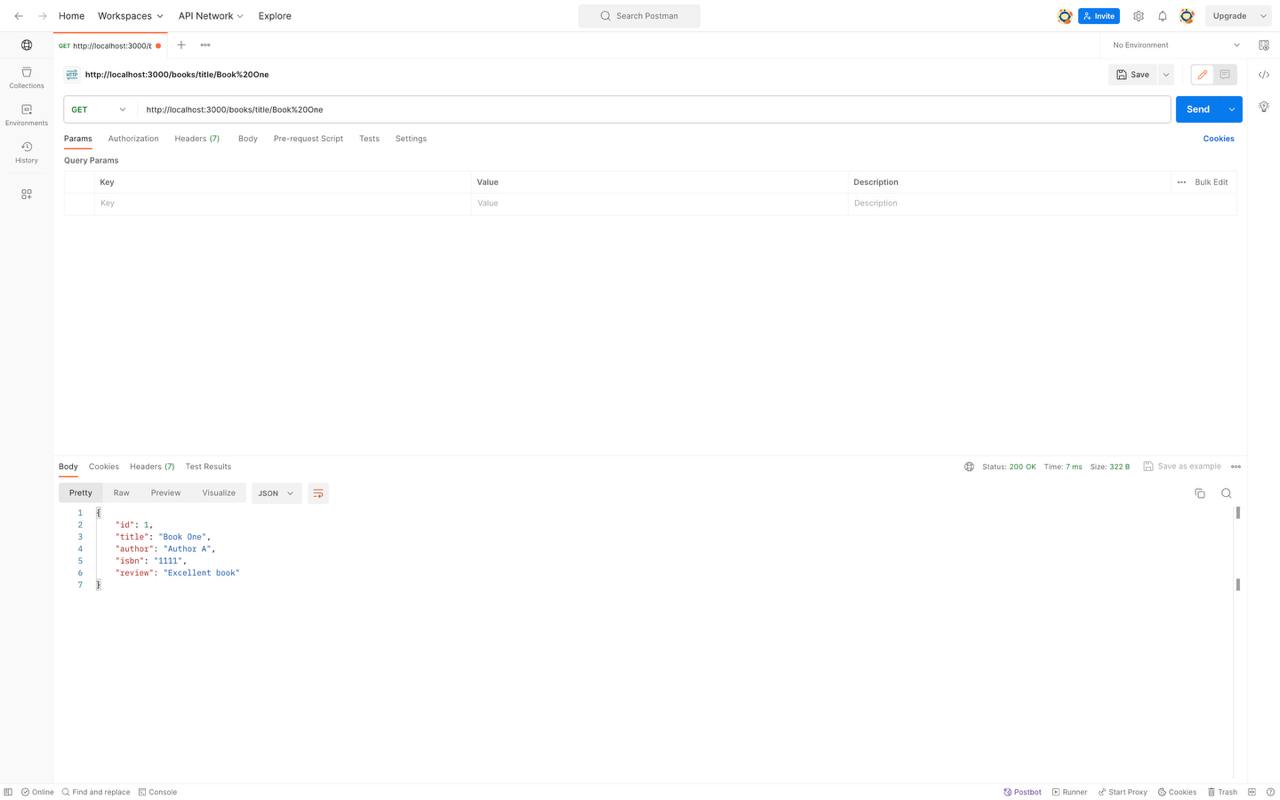 Home Workspaces API Network Explore Search Postman Invite Upgrade
GET http://localhost:3000/b No Environment
Collections
Environments
History
http://localhost:3000/books/title/Book%20One Save
GET http://localhost:3000/books/title/Book%20One Send
Params Authorization Headers (7) Body Pre-request Script Tests Settings Cookies
Query Params
Key Value Description Bulk Edit
Key Value Description
Body Cookies Headers (7) Test Results Status: 200 OK Time: 7 ms Size: 322 B Save as example
Pretty Raw Preview Visualize JSON
1 {
2 "id": 1,
3 "title": "Book One",
4 "author": "Author A",
5 "isbn": "1111",
6 "review": "Excellent book"
7 }
Online Find and replace Console Postbot Runner Start Proxy Cookies Trash